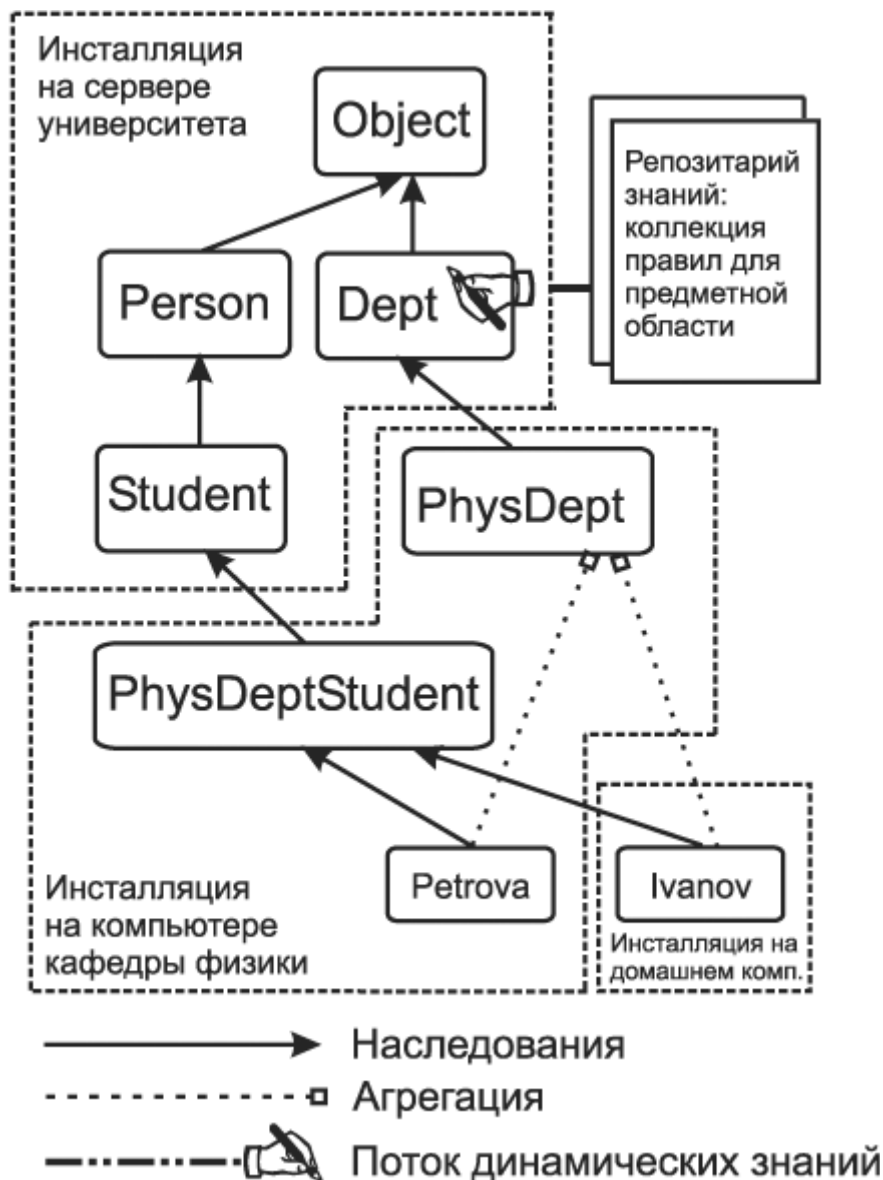 Инсталляция
на сервере
университета
Object
Репозитарий
знаний:
коллекция
правил для
предметной
области
Person
Dept
Student
PhysDept
PhysDeptStudent
Petrova
Ivanov
Инсталляция
на компьютере
кафедры физики
Инсталляция на
домашнем комп.
Наследования
Агрегация
Поток динамических знаний